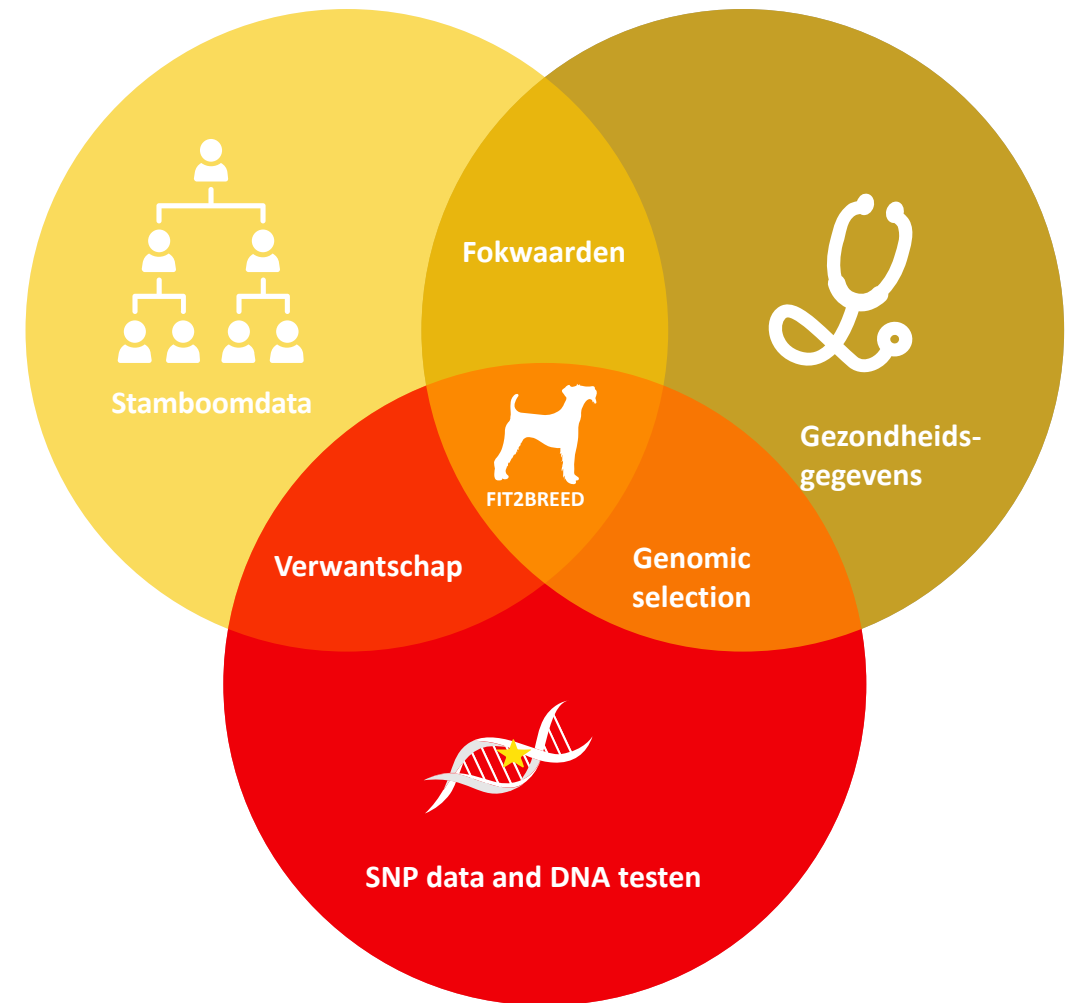 Fokwaarden
Stamboomdata
Gezondheids-
gegevens
FIT2BREED
Verwantschap
Genomic
selection
SNP data and DNA testen